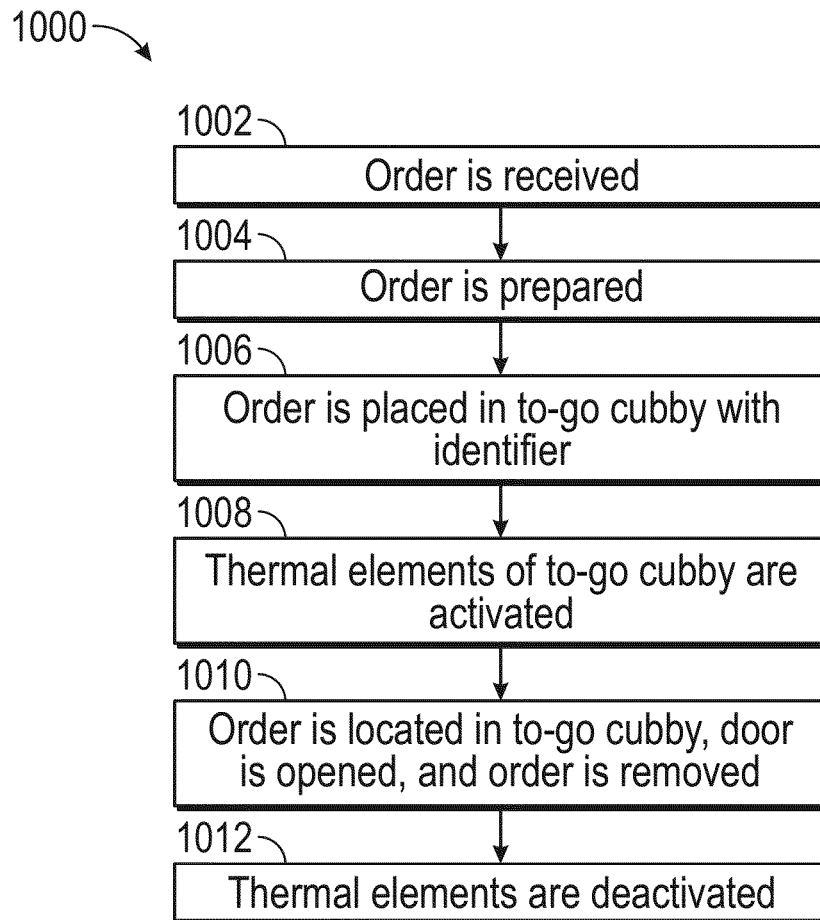 1000
1002
Order is received
1004
Order is prepared
1006
Order is placed in to-go cubby with
identifier
1008
Thermal elements of to-go cubby are
activated
1010
Order is located in to-go cubby, door
is opened, and order is removed
1012
Thermal elements are deactivated